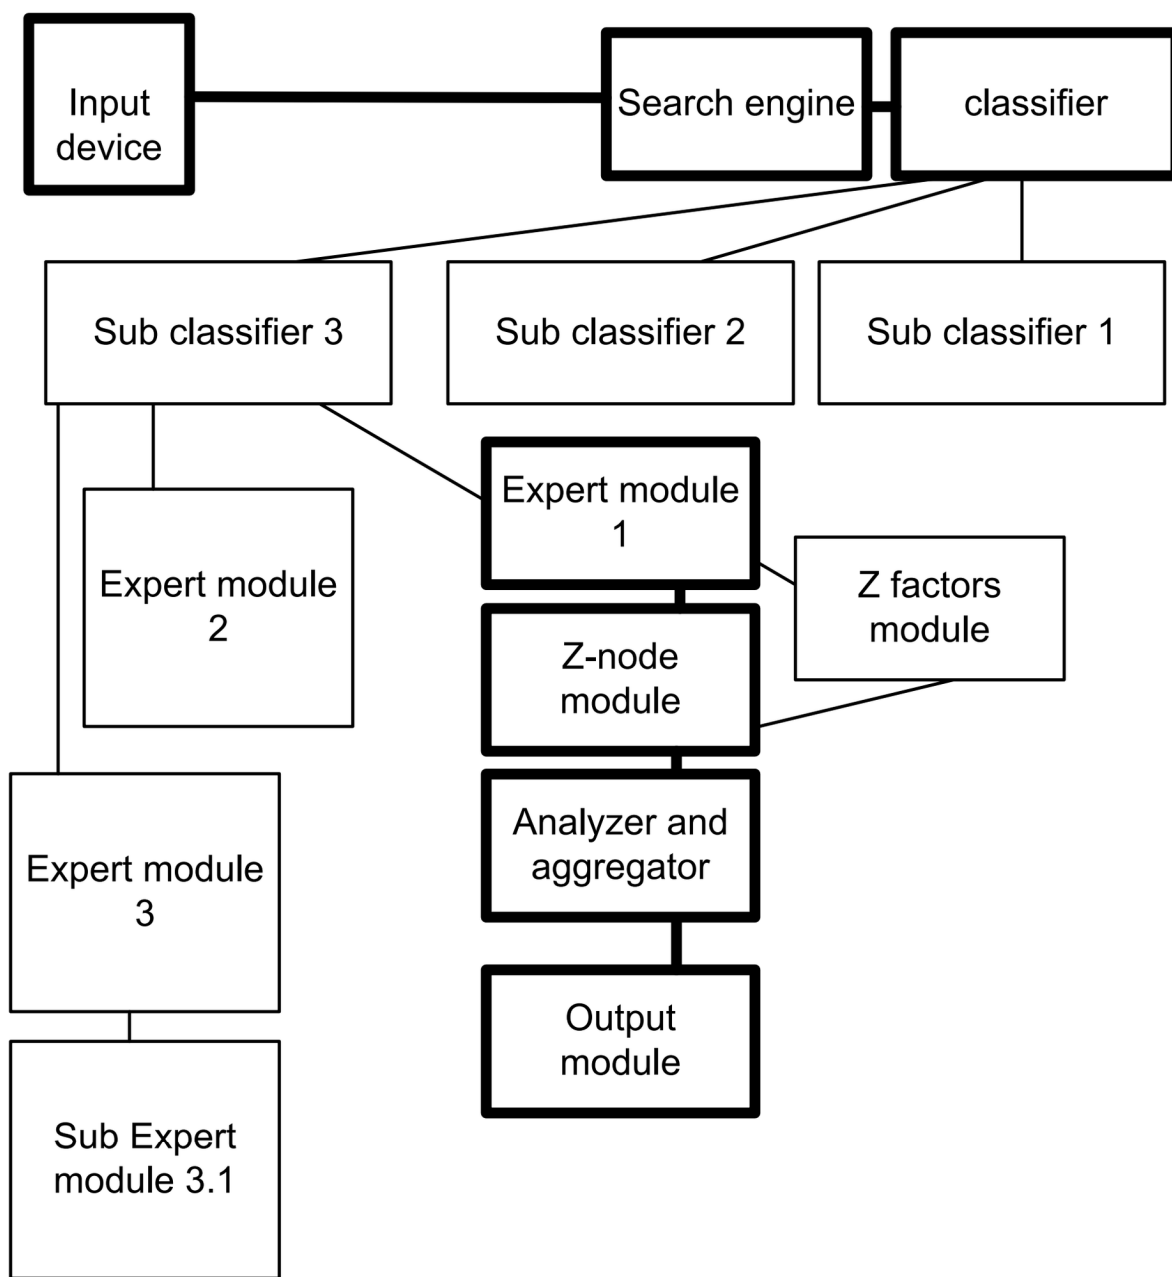 Input
device
Search engine
classifier
Sub classifier 3
Sub classifier 2
Sub classifier 1
Expert module
1
Expert module
2
Z factors
module
Z-node
module
Analyzer and
aggregator
Expert module
3
Output
module
Sub Expert
module 3.1